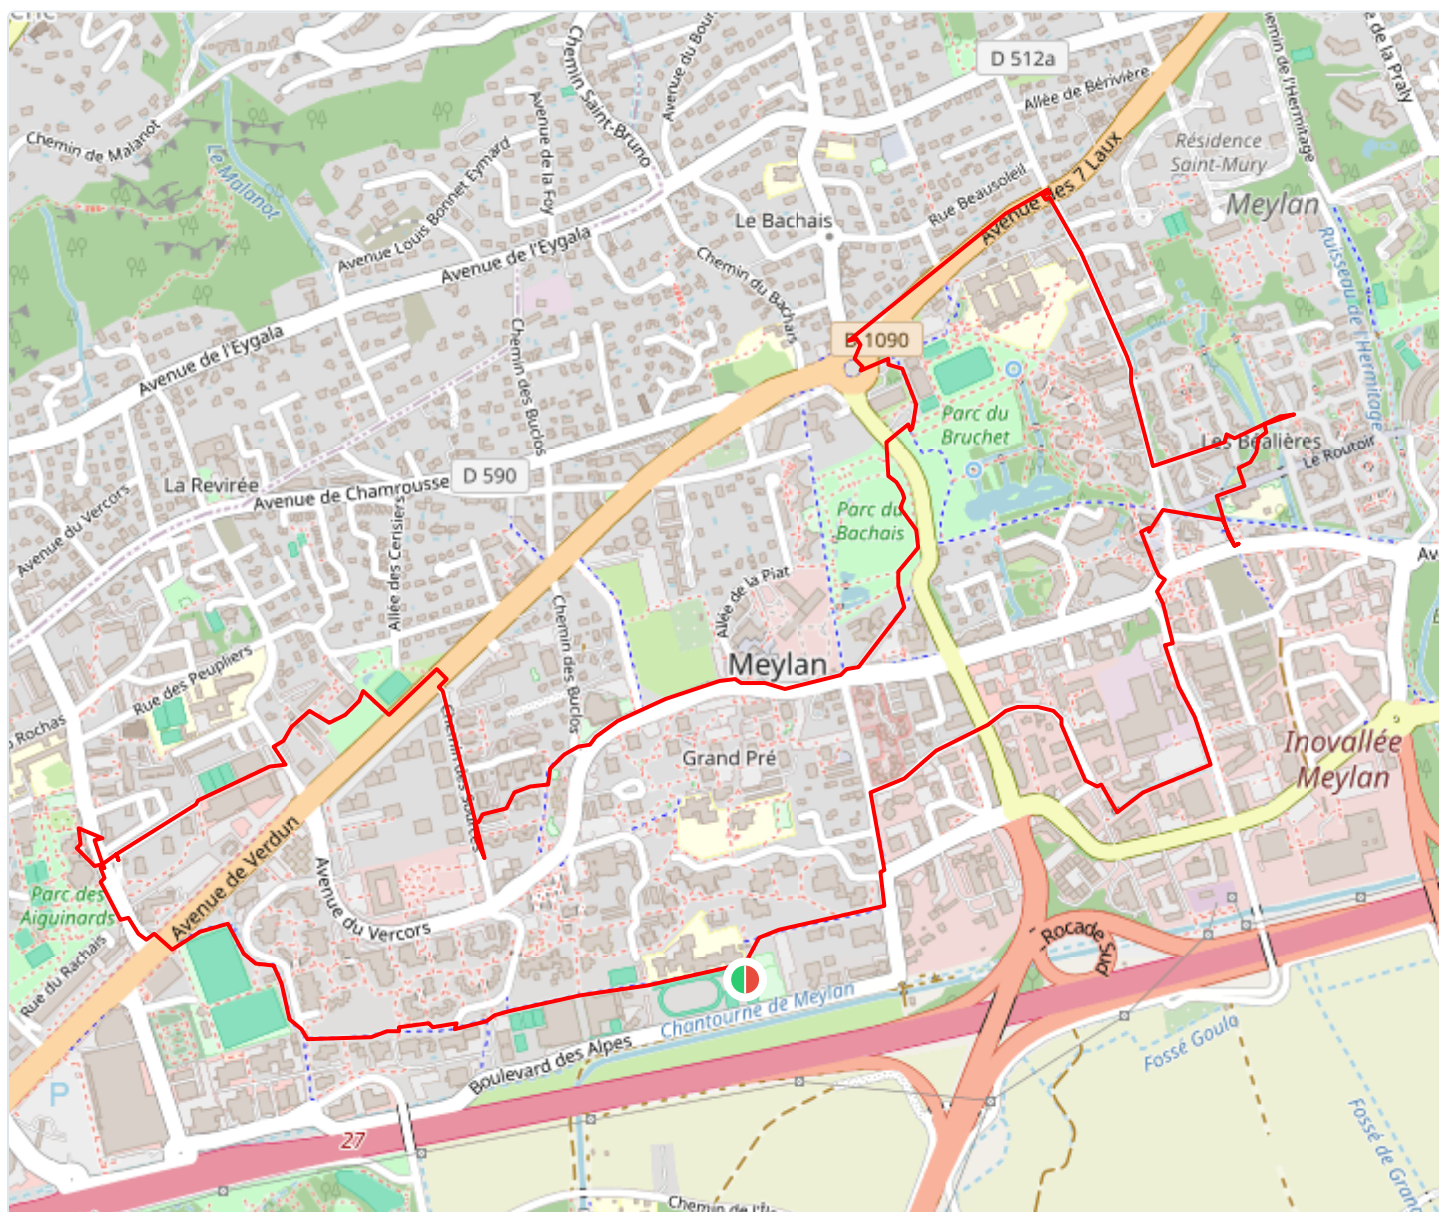 D 512a
Chemin Saint-Bruno
Allée de Bérivière
de la Praly
Chemin de Malanot
Avenue de la Foy
Avenue des 7 Laux
Résidence
Saint-Mury
Le Malanot
Avenue Louis Bonnet Eymard
Rue Beausoleil
Meylan
Le Bachais
Avenue de l'Eygala
Chemin du Bachais
Ruisseau de l'Hermitage
Avenue de l'Eygala
Chemin des Buclos
Parc du
Bruchet
Les Béalières
Le Routoir
D 590
La Revirée
Avenue de Chamrousse
Avenue du Vercors
Parc du
Bachais
Allée des Cerisiers
Allée de la Piat
Chemin des Buclos
Meylan
Rue des Peupliers
Rochas
Grand Pré
Inovallée
Meylan
Avenue de Verdun
Parc des
Aiguinards
Avenue du Vercors
Rue du Rachais
Rocade Sud
Chantourne de Meylan
Boulevard des Alpes
Fossé Goula
P
27